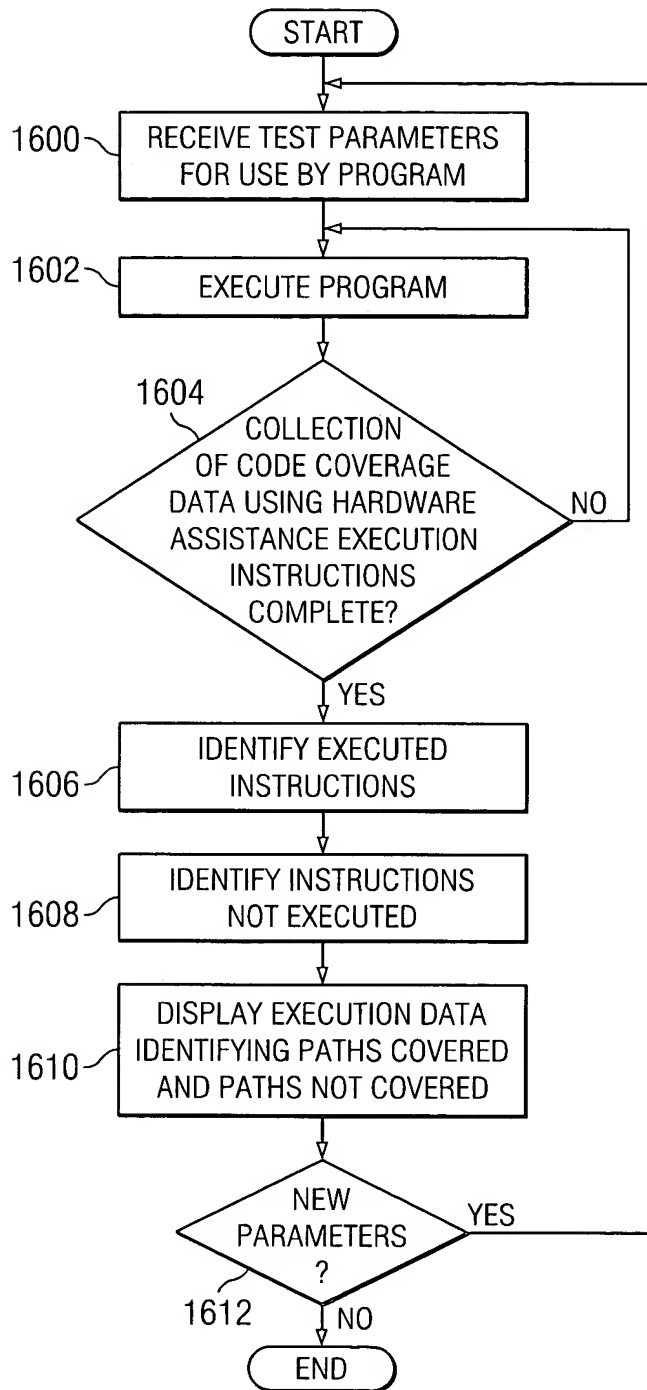 START
1600
RECEIVE TEST PARAMETERS
FOR USE BY PROGRAM
1602
EXECUTE PROGRAM
1604
COLLECTION
OF CODE COVERAGE
DATA USING HARDWARE
ASSISTANCE EXECUTION
INSTRUCTIONS
COMPLETE?
NO
YES
1606
IDENTIFY EXECUTED
INSTRUCTIONS
1608
IDENTIFY INSTRUCTIONS
NOT EXECUTED
1610
DISPLAY EXECUTION DATA
IDENTIFYING PATHS COVERED
AND PATHS NOT COVERED
NEW
PARAMETERS
?
YES
1612
NO
END